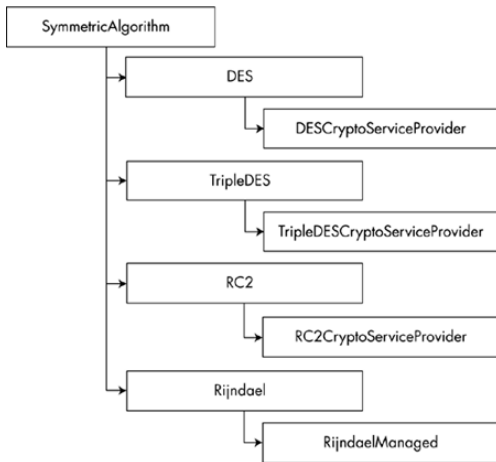 SymmetricAlgorithm
DES
DESCryptoServiceProvider
TripleDES
TripleDESCryptoServiceProvider
RC2
RC2CryptoServiceProvider
Rijndael
RijndaelManaged